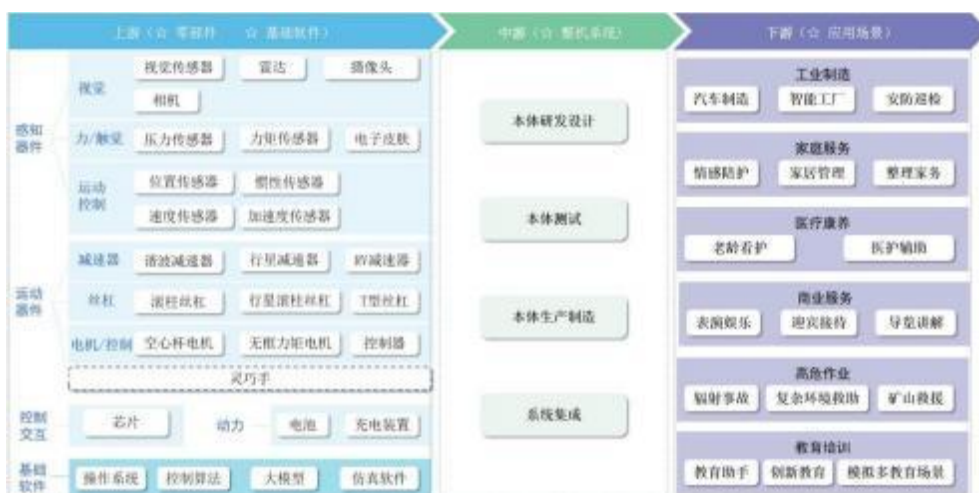 上游（☆ 零部件 ☆ 基础软件）
中游（☆ 整机系统）
下游（☆ 应用场景）
感知器件
视觉
视觉传感器 雷达 摄像头
相机
力/触觉 压力传感器 力矩传感器 电子皮肤
运动控制
位置传感器 惯性传感器
速度传感器 加速度传感器
运动器件
减速器 谐波减速器 行星减速器 RV减速器
丝杠 滚柱丝杠 行星滚柱丝杠 T型丝杠
电机/控制 空心杯电机 无框力矩电机 控制器
灵巧手
控制交互
芯片 动力 电池 充电装置
基础软件
操作系统 控制算法 大模型 仿真软件
本体研发设计
本体测试
本体生产制造
系统集成
工业制造
汽车制造 智能工厂 安防巡检
家庭服务
情感陪护 家居管理 整理家务
医疗康养
老龄看护 医护辅助
商业服务
表演娱乐 迎宾接待 导览讲解
高危作业
辐射事故 复杂环境救助 矿山救援
教育培训
教育助手 创新教育 模拟多教育场景